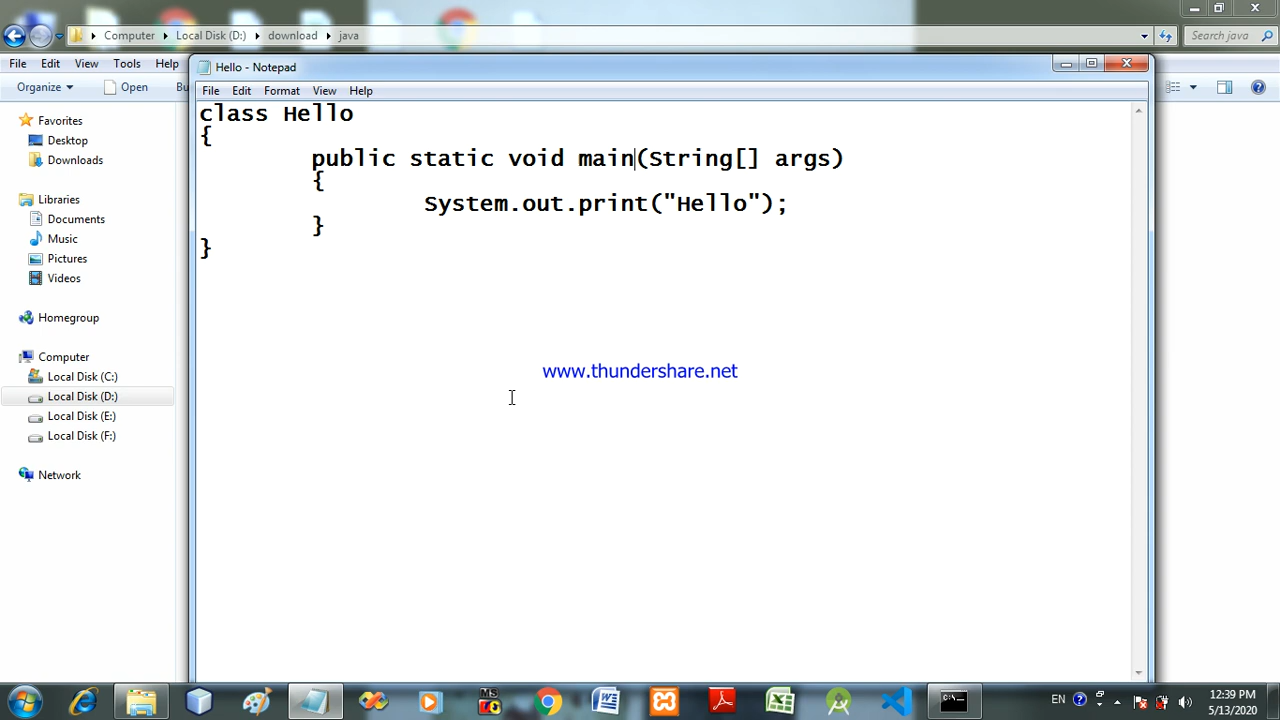 Computer Local Disk (D:) download java Search java
File Edit View Tools Help
Organize Open Bu
Favorites
Desktop
Downloads
Libraries
Documents
Music
Pictures
Videos
Homegroup
Computer
Local Disk (C:)
Local Disk (D:)
Local Disk (E:)
Local Disk (F:)
Network
Hello - Notepad
File Edit Format View Help
class Hello
{
public static void main(String[] args)
{
System.out.print("Hello");
}
}
www.thundershare.net
MS
EN
12:39 PM
5/13/2020